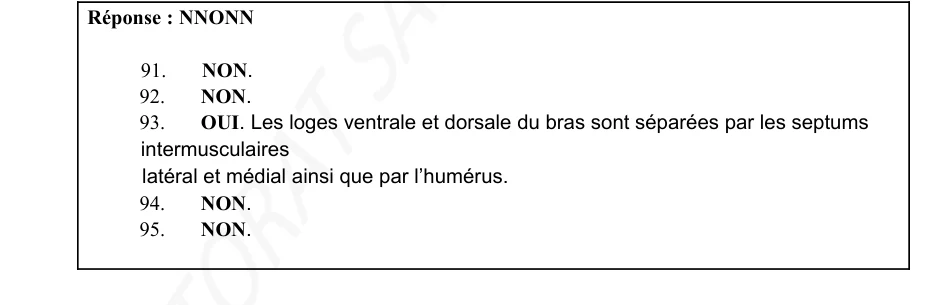 Réponse : NNONN
91. NON.
92. NON.
93. OUI. Les loges ventrale et dorsale du bras sont séparées par les septums
intermusculaires
latéral et médial ainsi que par l’humérus.
94. NON.
95. NON.